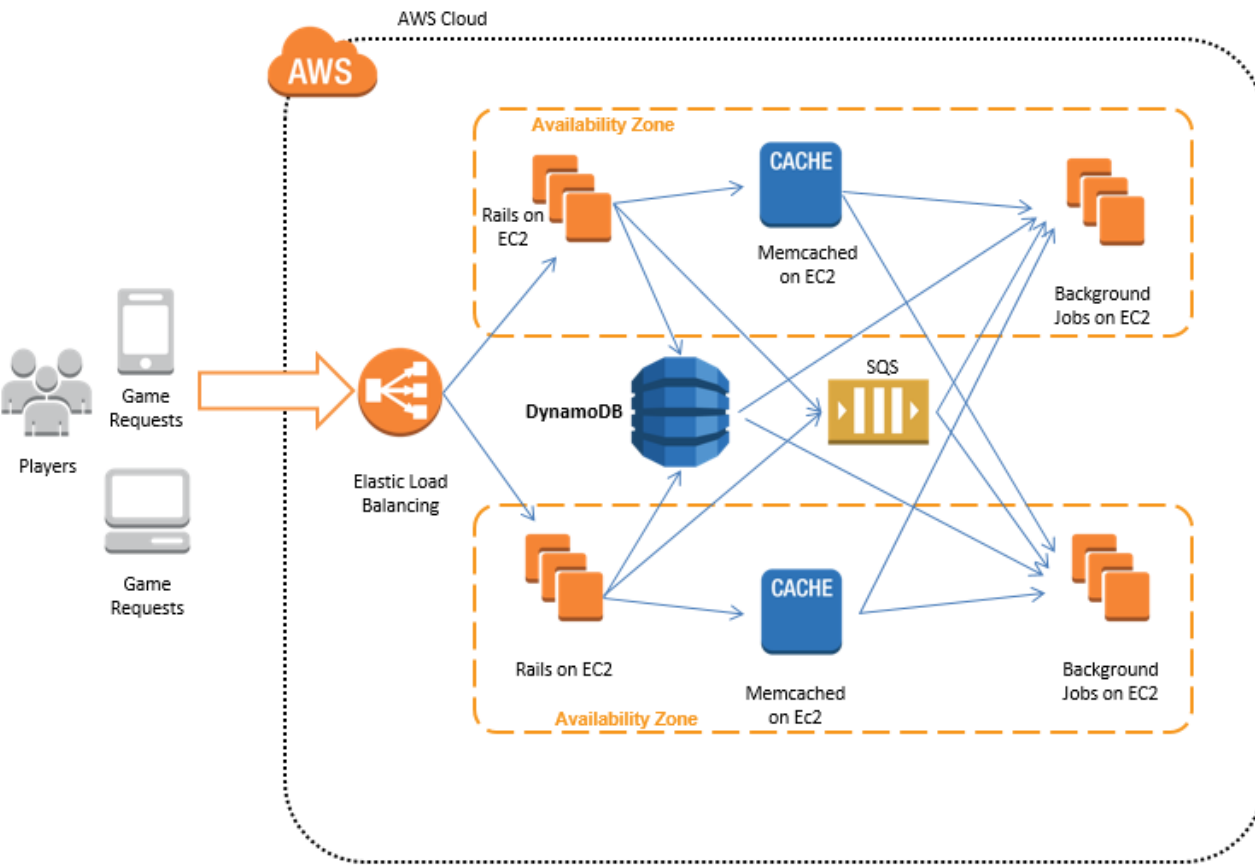 AWS Cloud
AWS
Availability Zone
CACHE
Rails on
EC2
Memcached
on EC2
Background
Jobs on EC2
Game
Requests
Players
Game
Requests
Elastic Load
Balancing
DynamoDB
SQS
CACHE
Rails on EC2
Memcached
on Ec2
Background
Jobs on EC2
Availability Zone